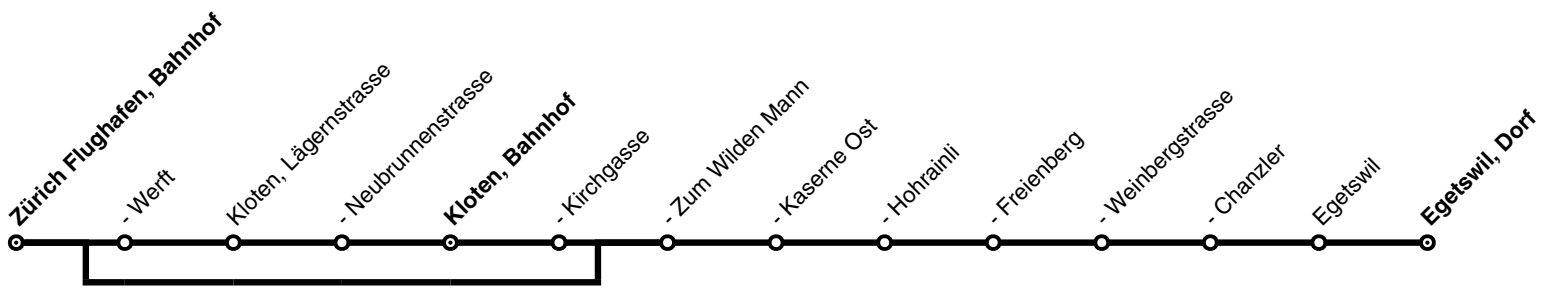 Zürich Flughafen, Bahnhof
- Werft
Kloten, Lägernstrasse
- Neubrunnenstrasse
Kloten, Bahnhof
- Kirchgasse
- Zum Wilden Mann
- Kaserne Ost
- Hohrainli
- Freienberg
- Weinbergstrasse
- Chanzler
Egetswil
Egetswil, Dorf